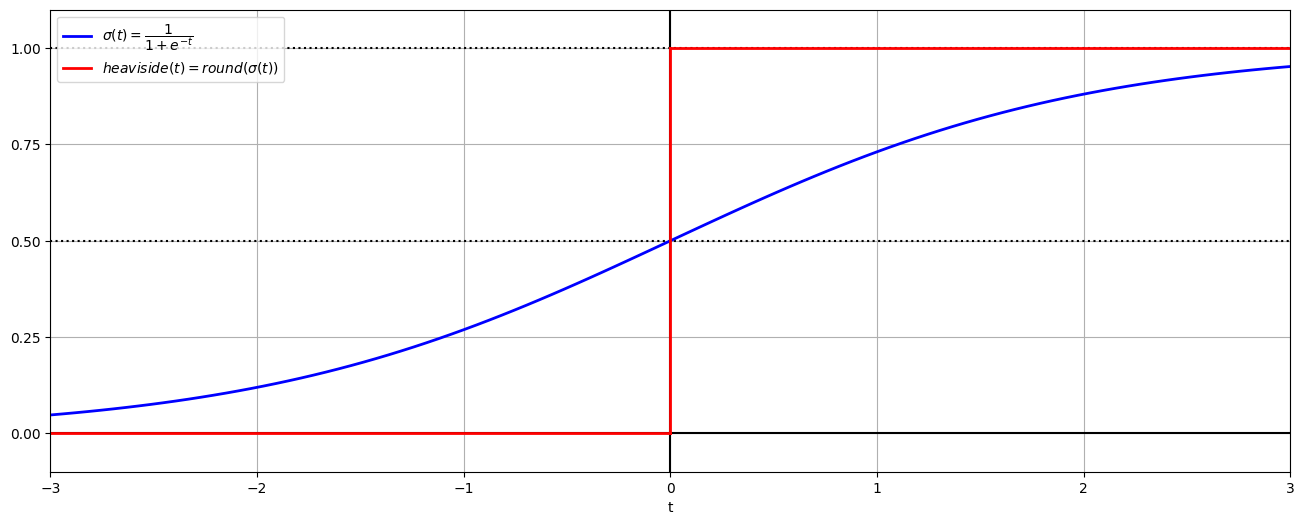 σ(t) = 1 / (1 + e^{-t})
heaviside(t) = round(σ(t))
1.00
0.75
0.50
0.25
0.00
−3 −2 −1 0 1 2 3
t